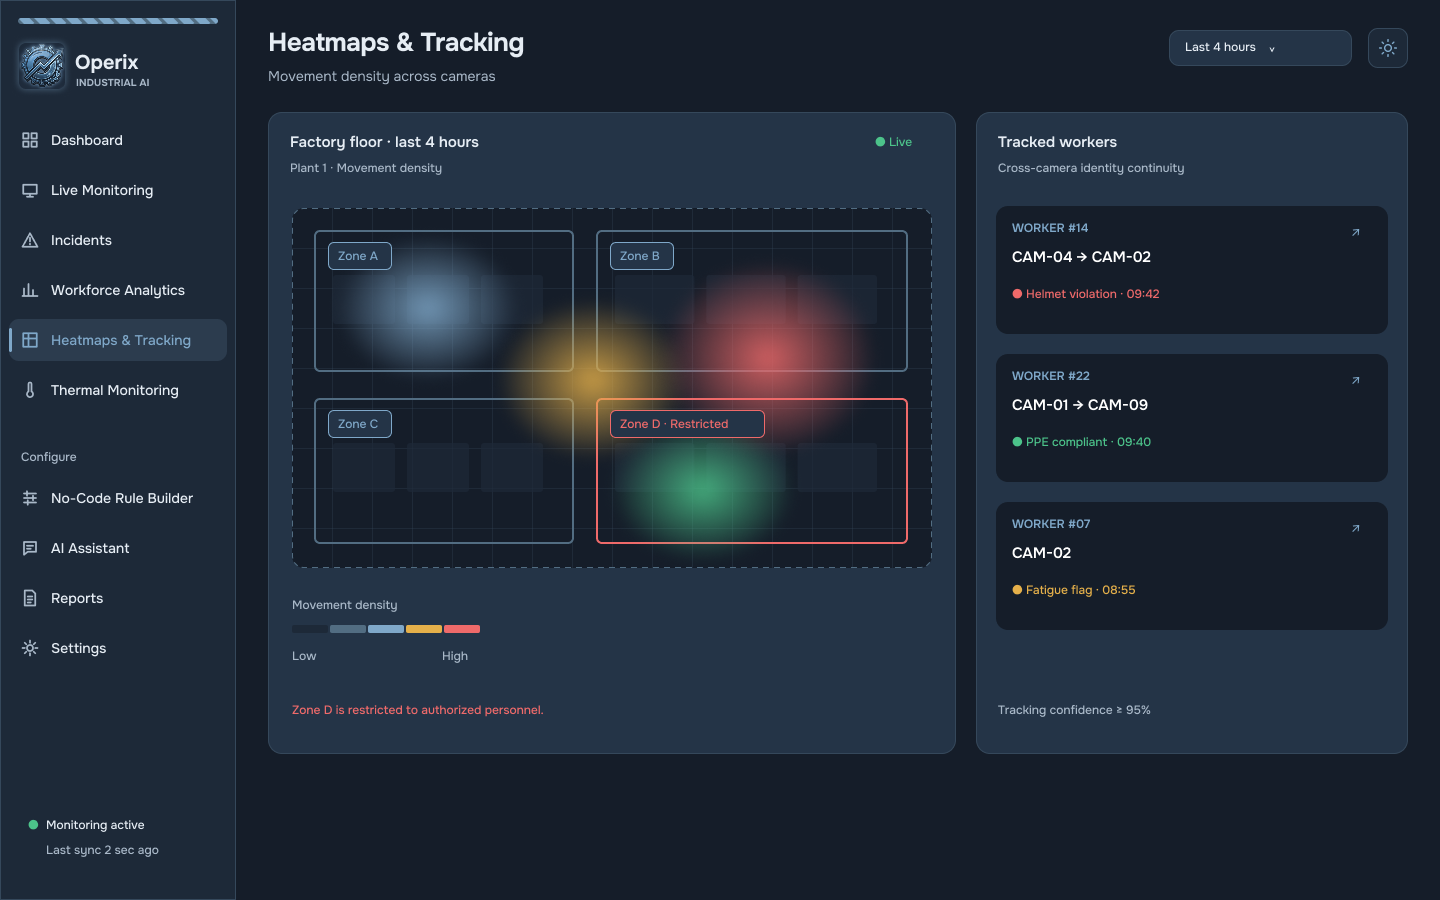 Operix
INDUSTRIAL AI
Dashboard
Live Monitoring
Incidents
Workforce Analytics
Heatmaps & Tracking
Thermal Monitoring
Configure
No-Code Rule Builder
AI Assistant
Reports
Settings
Monitoring active
Last sync 2 sec ago
Heatmaps & Tracking
Movement density across cameras
Last 4 hours
Factory floor · last 4 hours
Live
Plant 1 · Movement density
Zone A
Zone B
Zone C
Zone D · Restricted
Movement density
Low
High
Zone D is restricted to authorized personnel.
Tracked workers
Cross-camera identity continuity
WORKER #14
CAM-04 → CAM-02
Helmet violation · 09:42
WORKER #22
CAM-01 → CAM-09
PPE compliant · 09:40
WORKER #07
CAM-02
Fatigue flag · 08:55
Tracking confidence ≥ 95%